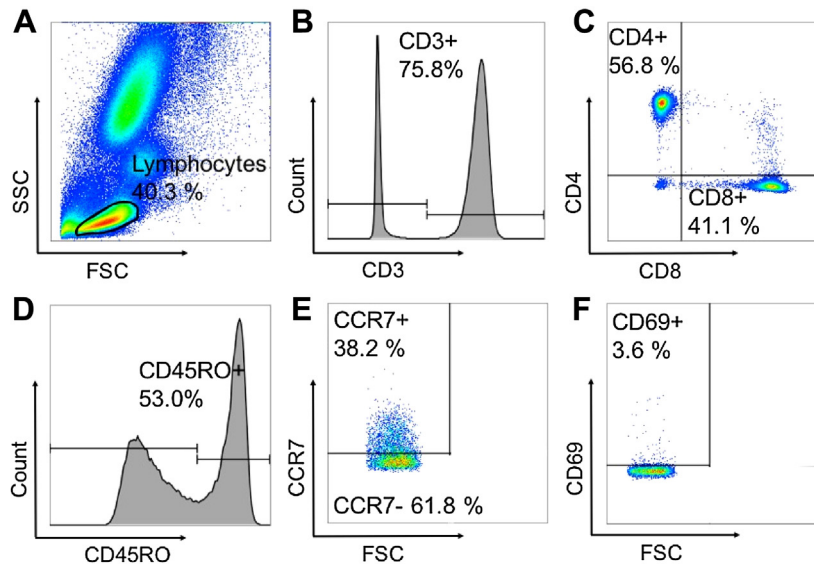 A
SSC
Lymphocytes
40.3 %
FSC
B
Count
CD3+
75.8%
CD3
C
CD4
CD4+
56.8 %
CD8+
41.1 %
CD8
D
Count
CD45RO+
53.0%
CD45RO
E
CCR7
CCR7+
38.2 %
CCR7- 61.8 %
FSC
F
CD69
CD69+
3.6 %
FSC